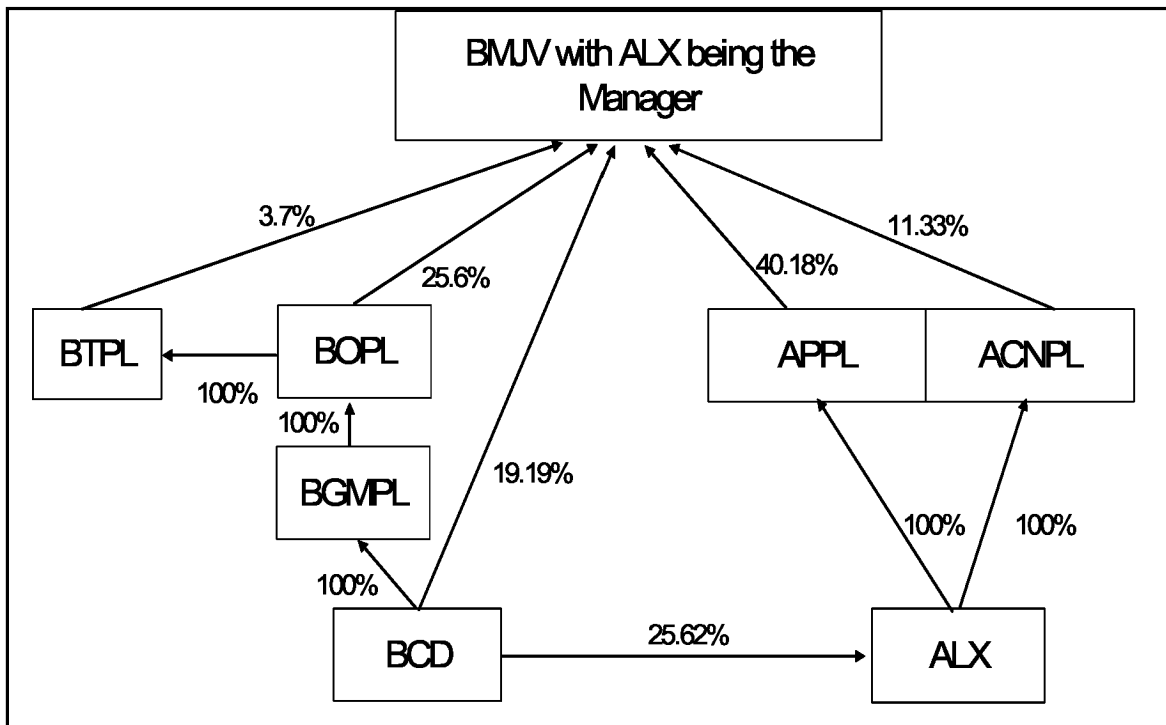 BMJV with ALX being the
Manager
3.7%
11.33%
25.6%
40.18%
BTPL
BOPL
APPL
ACNPL
100%
100%
BGMPL
19.19%
100%
100%
100%
BCD
25.62%
ALX